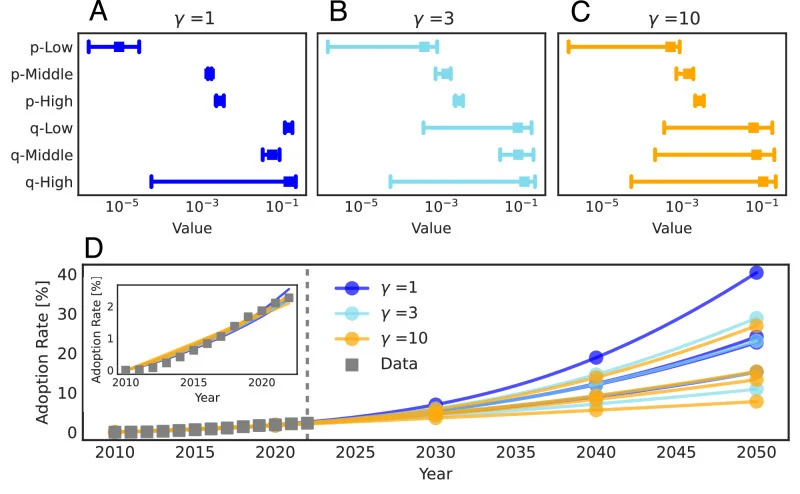 A
γ =1
B
γ =3
C
γ =10
p-Low
p-Middle
p-High
q-Low
q-Middle
q-High
10⁻⁵ 10⁻³ 10⁻¹
10⁻⁵ 10⁻³ 10⁻¹
10⁻⁵ 10⁻³ 10⁻¹
Value
Value
Value
D
Adoption Rate [%]
40
30
20
10
0
Adoption Rate [%]
2
1
0
2010 2015 2020
Year
γ =1
γ =3
γ =10
Data
2010 2015 2020 2025 2030 2035 2040 2045 2050
Year